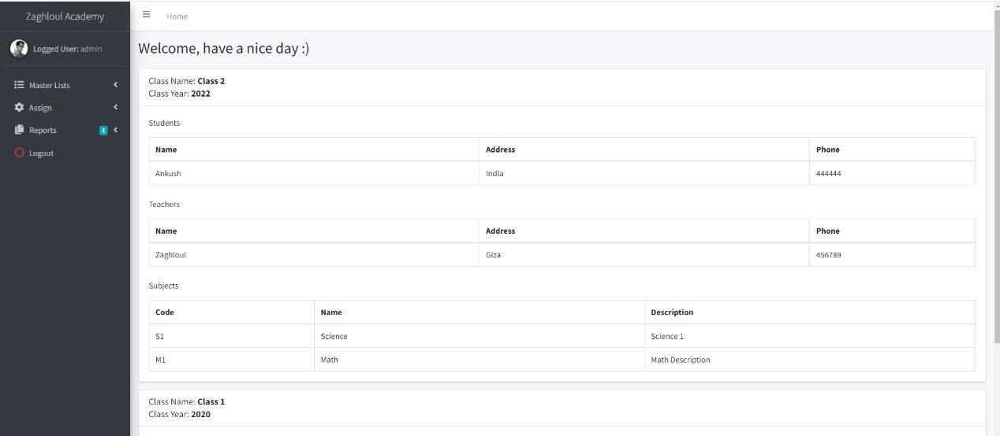 Zaghloul Academy
Home
Logged User: admin
Master Lists
Assign
Reports 1
Logout
Welcome, have a nice day :)
Class Name: Class 2
Class Year: 2022
Students
Name Address Phone
Ankush India 444444
Teachers
Name Address Phone
Zaghloul Giza 456789
Subjects
Code Name Description
S1 Science Science 1
M1 Math Math Description
Class Name: Class 1
Class Year: 2020